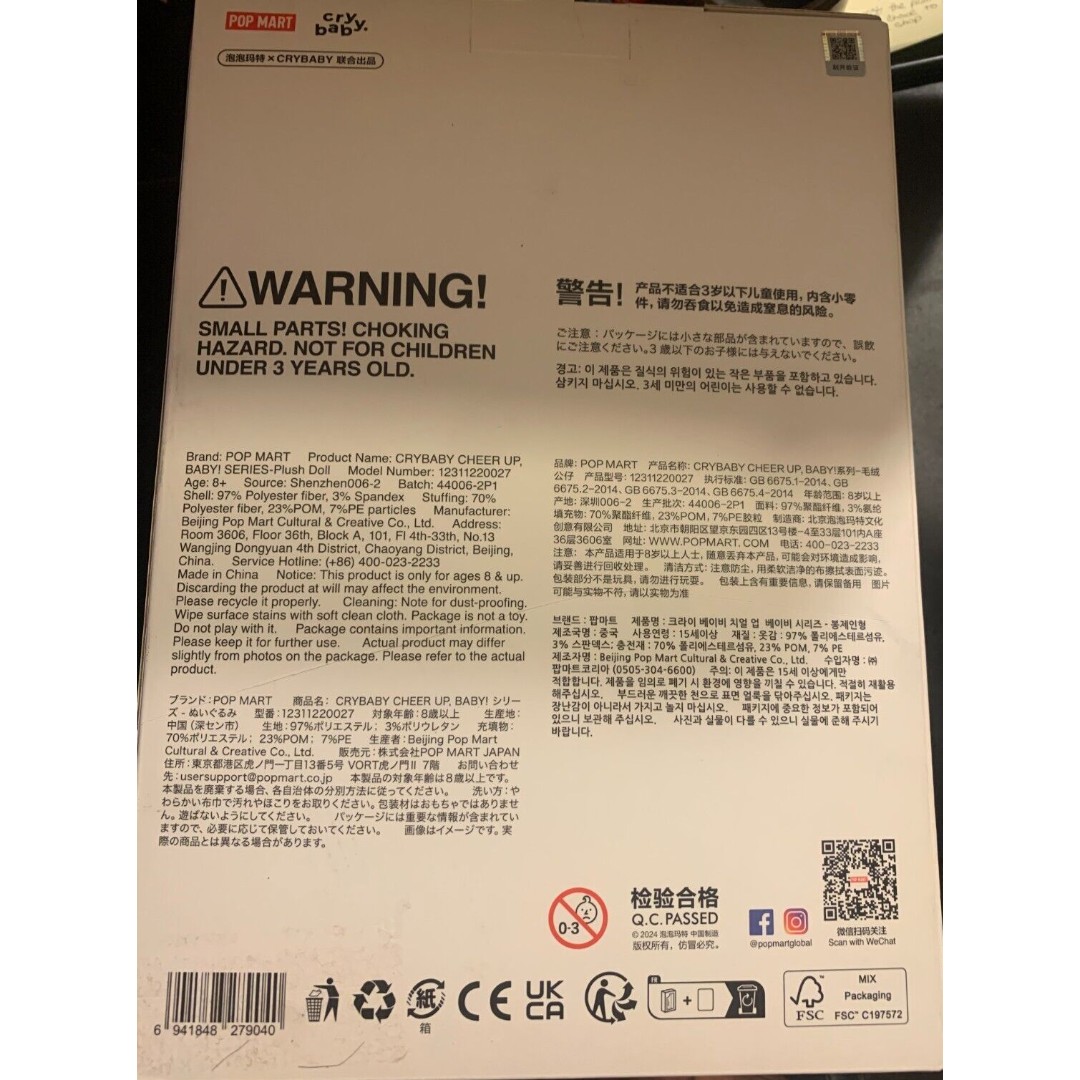 POP MART
cry baby.
泡泡玛特 × CRYBABY 联合出品
WARNING!
SMALL PARTS! CHOKING
HAZARD. NOT FOR CHILDREN
UNDER 3 YEARS OLD.
警告! 产品不适合3岁以下儿童使用，内含小零
件，请勿吞食以免造成窒息的风险。
ご注意：パッケージには小さな部品が含まれていますので、誤飲
にご注意ください。3 歳以下のお子様には与えないでください。
경고: 이 제품은 질식의 위험이 있는 작은 부품을 포함하고 있습니다.
삼키지 마십시오. 3세 미만의 어린이는 사용할 수 없습니다.
Brand: POP MART Product Name: CRYBABY CHEER UP,
BABY! SERIES-Plush Doll Model Number: 12311220027
Age: 8+ Source: Shenzhen006-2 Batch: 44006-2P1
Shell: 97% Polyester fiber, 3% Spandex Stuffing: 70%
Polyester fiber, 23%POM, 7%PE particles Manufacturer:
Beijing Pop Mart Cultural & Creative Co., Ltd. Address:
Room 3606, Floor 36th, Block A, 101, Fl 4th-33th, No.13
Wangjing Dongyuan 4th District, Chaoyang District, Beijing,
China. Service Hotline: (+86) 400-023-2233
Made in China Notice: This product is only for ages 8 & up.
Discarding the product at will may affect the environment.
Please recycle it properly. Cleaning: Note for dust-proofing.
Wipe surface stains with soft clean cloth. Package is not a toy.
Do not play with it. Package contains important information.
Please keep it for further use. Actual product may differ
slightly from photos on the package. Please refer to the actual
product.
品牌: POP MART 产品名称: CRYBABY CHEER UP, BABY!系列-毛绒
公仔 产品型号: 12311220027 执行标准: GB 6675.1-2014、GB
6675.2-2014、GB 6675.3-2014、GB 6675.4-2014 年龄范围: 8岁以上
产地: 深圳006-2 生产批次: 44006-2P1 面料: 97%聚酯纤维, 3%氨纶
填充物: 70%聚酯纤维, 23%POM, 7%PE胶粒 制造商: 北京泡泡玛特文化
创意有限公司 地址: 北京市朝阳区望京东园四区13号楼-4至33层101内A座
36层3606室 网址: WWW.POPMART. COM 电话: 400-023-2233
注意: 本产品适用于8岁以上人士，随意丢弃本产品，可能会对环境造成影响，
请妥善进行回收处理。 清洁方式: 注意防尘，用柔软洁净的布擦拭表面污迹。
包装部分不是玩具，请勿进行玩耍。 包装上含有重要信息，请保留备用 图片
可能与实物不符，请以实物为准
ブランド：POP MART 商品名： CRYBABY CHEER UP, BABY! シリー
ズ - ぬいぐるみ 型番：12311220027 対象年齢：8歳以上 生産地：
中国 (深セン市) 生地：97%ポリエステル； 3%ポリウレタン 充填物：
70%ポリエステル； 23%POM； 7%PE 生産者：Beijing Pop Mart
Cultural & Creative Co., Ltd. 販売元：株式会社POP MART JAPAN
住所：東京都港区虎ノ門一丁目13番5号 VORT虎ノ門Ⅱ 7階 お問い合わせ
先：usersupport@popmart.co.jp 本製品の対象年齢は8歳以上です。
本製品を廃棄する場合、各自治体の分別方法に従ってください。 洗い方：や
わらかい布巾で汚れやほこりをお取りください。包装材はおもちゃではありませ
ん。遊ばないようにしてください。 パッケージには重要な情報が含まれてい
ますので、必要に応じて保管しておいてください。 画像はイメージです。実
際の商品とは異なる場合があります。
브랜드 : 팝마트 제품명 : 크라이 베이비 치얼 업 베이비 시리즈 - 봉제인형
제조국명 : 중국 사용연령 : 15세이상 재질 : 옷감 : 97% 폴리에스테르섬유,
3% 스판덱스; 충전재 : 70% 폴리에스테르섬유, 23% POM, 7% PE
제조자명 : Beijing Pop Mart Cultural & Creative Co., Ltd. 수입자명 : ㈜
팝마트코리아 (0505-304-6600) 주의: 이 제품은 15세 이상에게만
적합합니다. 제품을 임의로 폐기 시 환경에 영향을 끼칠 수 있습니다. 적절히 재활용
해주십시오. 부드러운 깨끗한 천으로 표면 얼룩을 닦아주십시오. 패키지는
장난감이 아니라서 가지고 놀지 마십시오. 패키지에 중요한 정보가 포함되어
있으니 보관해 주십시오. 사진과 실물이 다를 수 있으니 실물에 준해 주시기
바랍니다.
0-3
检验合格
Q.C. PASSED
© 2024 泡泡玛特 中国制造
版权所有，仿冒必究。
@popmartglobal
POP MART
微信扫码关注
Scan with WeChat
6 941848 279040
紙
箱
CE
UK
CA
FR
+
FSC
MIX
Packaging
FSC™ C197572